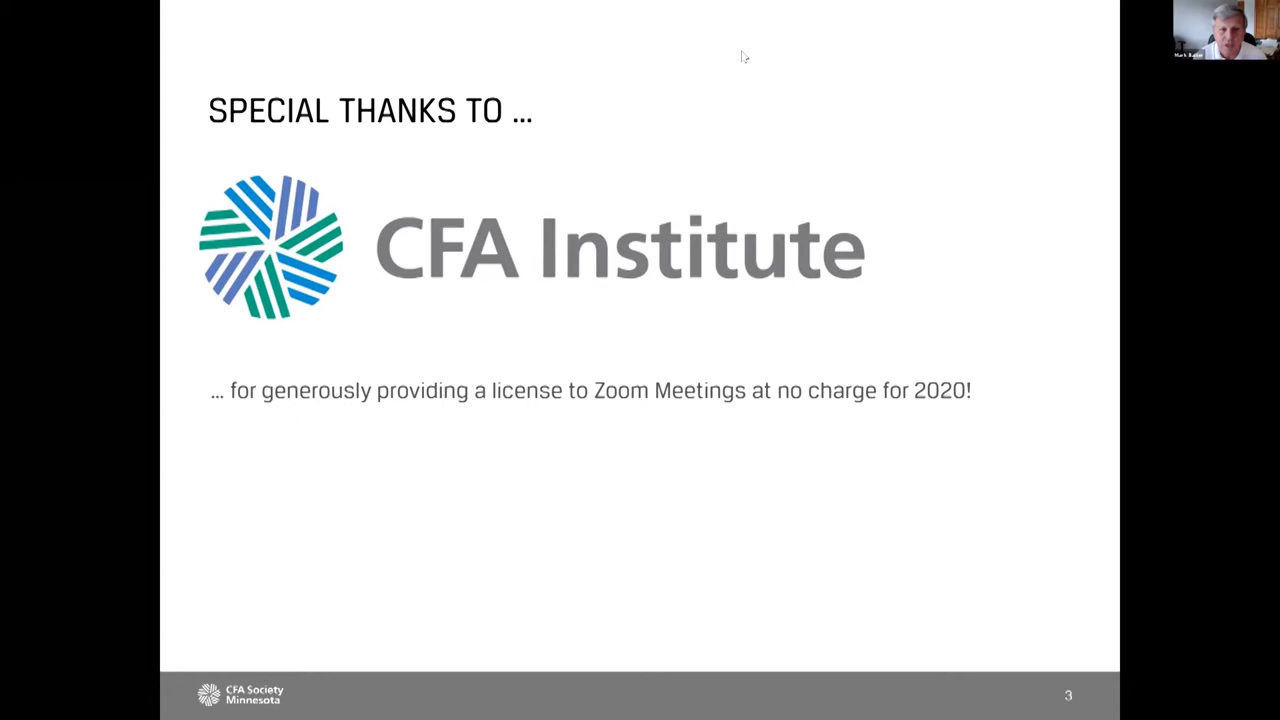 SPECIAL THANKS TO ...
CFA Institute
... for generously providing a license to Zoom Meetings at no charge for 2020!
CFA Society
Minnesota
3
Mark